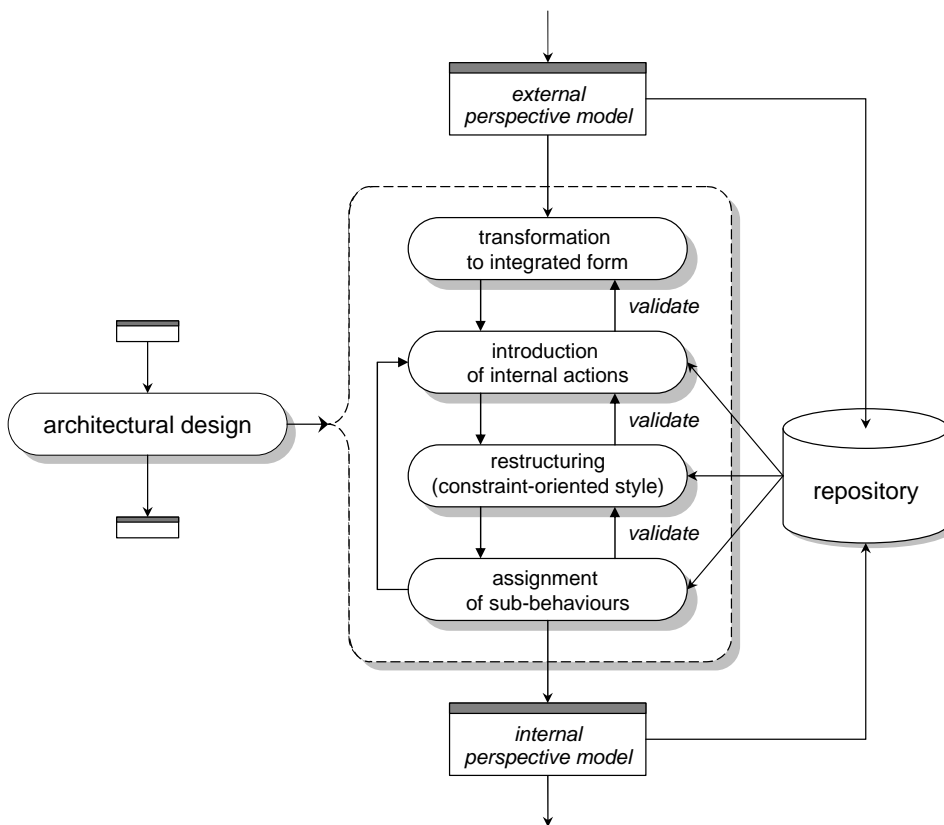 external
perspective model
transformation
to integrated form
validate
introduction
of internal actions
architectural design
validate
restructuring
(constraint-oriented style)
repository
validate
assignment
of sub-behaviours
internal
perspective model